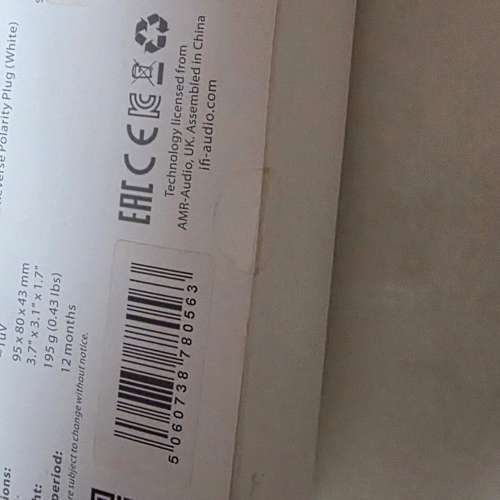 everse Polarity Plug (White)
95 x 80 x 43 mm
3.7" x 3.1" x 1.7"
195 g (0.43 lbs)
12 months
re subject to change without notice.
ions:
ht:
period:
EAC CE
Technology licensed from
AMR-Audio, UK. Assembled in China
ifi-audio.com
5 060738 780563